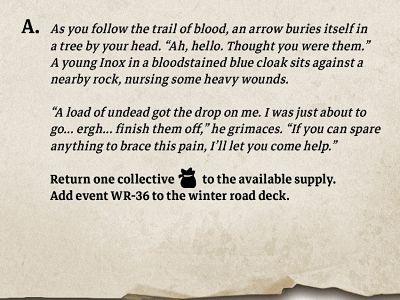 A. As you follow the trail of blood, an arrow buries itself in
a tree by your head. “Ah, hello. Thought you were them.”
A young Inox in a bloodstained blue cloak sits against a
nearby rock, nursing some heavy wounds.
“A load of undead got the drop on me. I was just about to
go... ergh... finish them off,” he grimaces. “If you can spare
anything to brace this pain, I’ll let you come help.”
Return one collective to the available supply.
Add event WR-36 to the winter road deck.